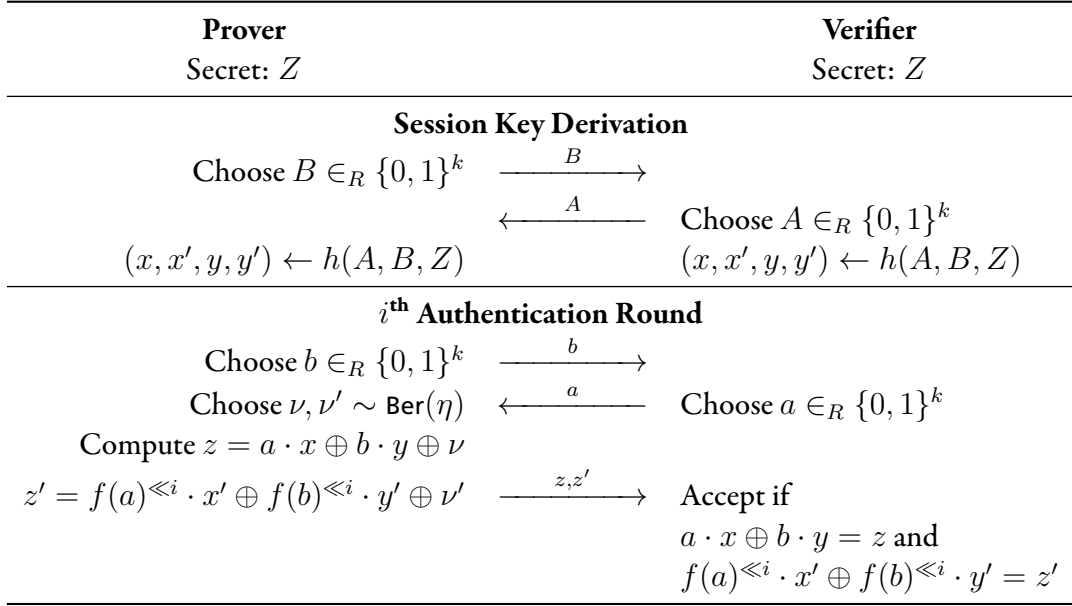 Prover Verifier
Secret: Z Secret: Z
Session Key Derivation
Choose B ∈_R {0, 1}^k B
A Choose A ∈_R {0, 1}^k
(x, x′, y, y′) ← h(A, B, Z) (x, x′, y, y′) ← h(A, B, Z)
i^th Authentication Round
Choose b ∈_R {0, 1}^k b
Choose ν, ν′ ∼ Ber(η) a Choose a ∈_R {0, 1}^k
Compute z = a · x ⊕ b · y ⊕ ν
z′ = f(a)^≪i · x′ ⊕ f(b)^≪i · y′ ⊕ ν′ z,z′ Accept if
a · x ⊕ b · y = z and
f(a)^≪i · x′ ⊕ f(b)^≪i · y′ = z′